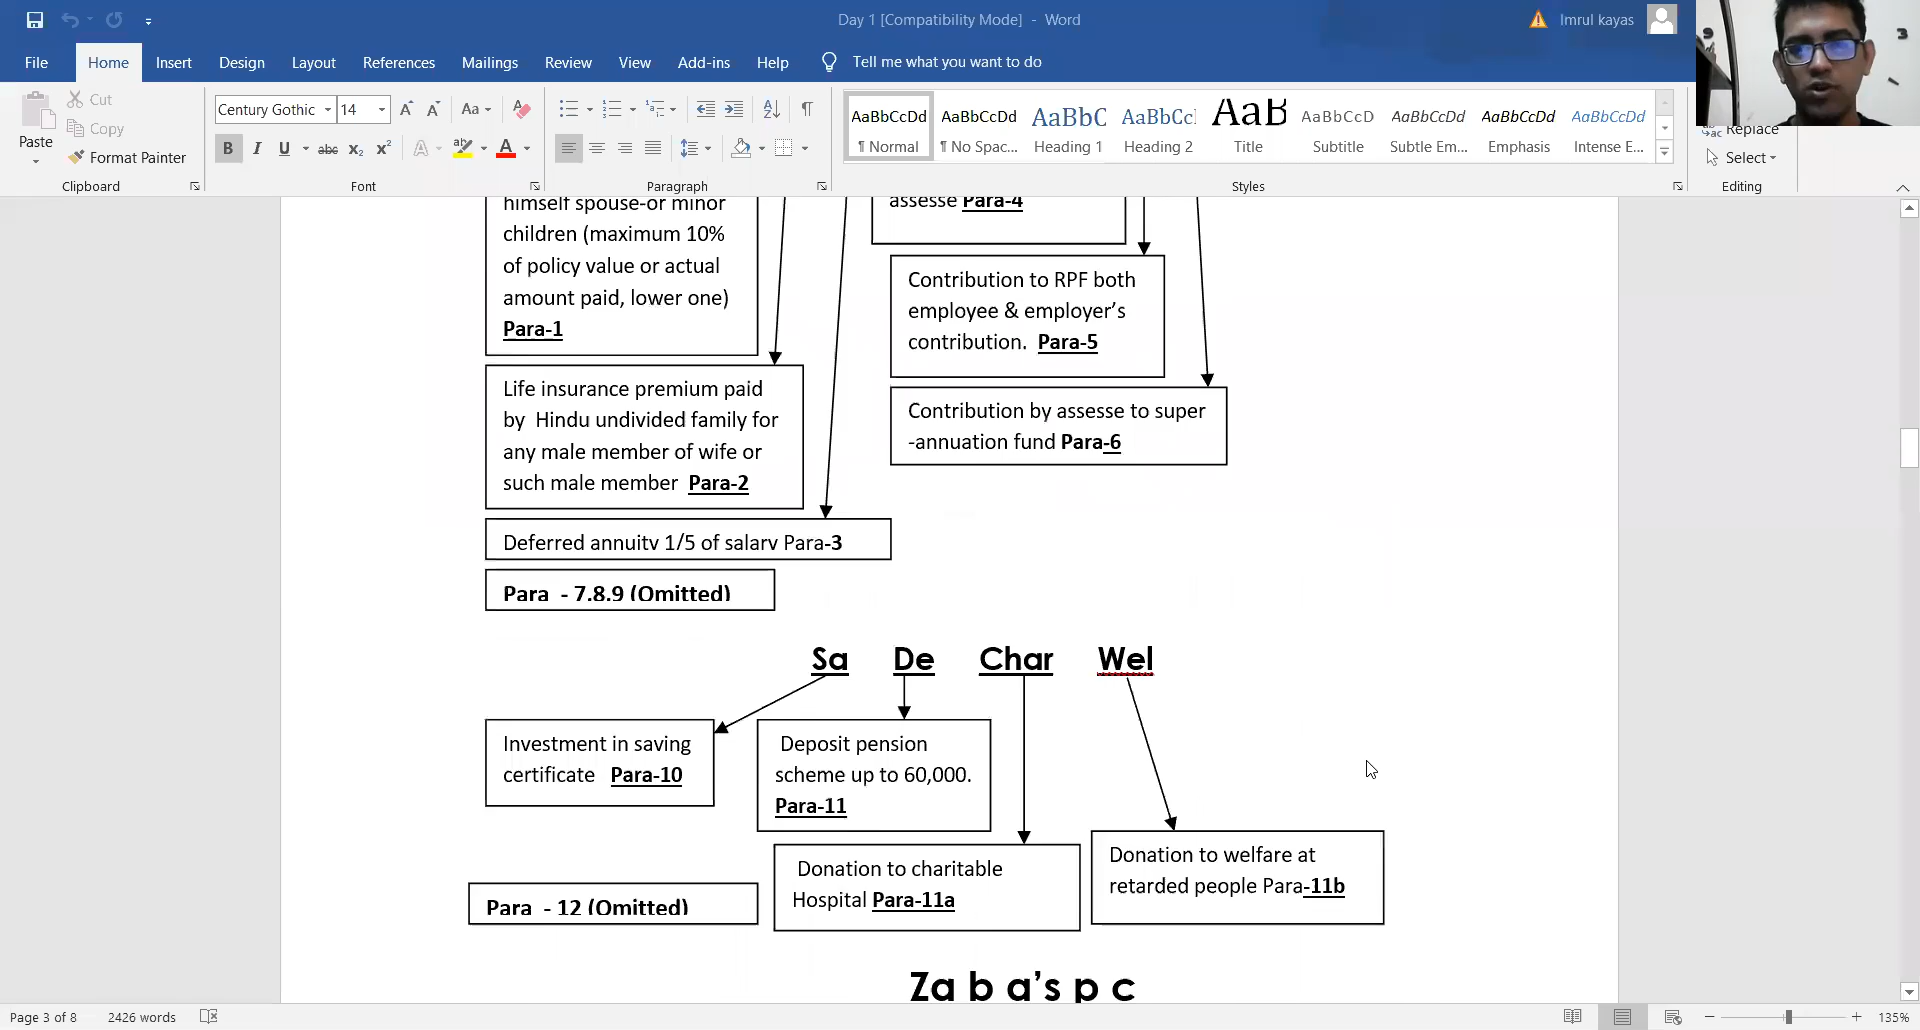 Day 1 [Compatibility Mode] - Word
Imrul kayas
File Home Insert Design Layout References Mailings Review View Add-ins Help Tell me what you want to do
Paste
Cut
Copy
Format Painter
Clipboard
Century Gothic 14
Aa
B I U abc x₂ x² A
Font
Paragraph
AaBbCcDd AaBbCcDd AaBbC AaBbCcI AaB AaBbCcD AaBbCcDd AaBbCcDd AaBbCcDd
¶ Normal ¶ No Spac... Heading 1 Heading 2 Title Subtitle Subtle Em... Emphasis Intense E...
Styles
Replace
Select
Editing
9 3
himself spouse-or minor
children (maximum 10%
of policy value or actual
amount paid, lower one)
Para-1
assesse Para-4
Contribution to RPF both
employee & employer's
contribution. Para-5
Life insurance premium paid
by Hindu undivided family for
any male member of wife or
such male member Para-2
Contribution by assesse to super
-annuation fund Para-6
Deferred annuity 1/5 of salary Para-3
Para - 7.8.9 (Omitted)
Sa De Char Wel
Investment in saving
certificate Para-10
Deposit pension
scheme up to 60,000.
Para-11
Donation to charitable
Hospital Para-11a
Donation to welfare at
retarded people Para-11b
Para - 12 (Omitted)
Za b a's p c
Page 3 of 8 2426 words
135%